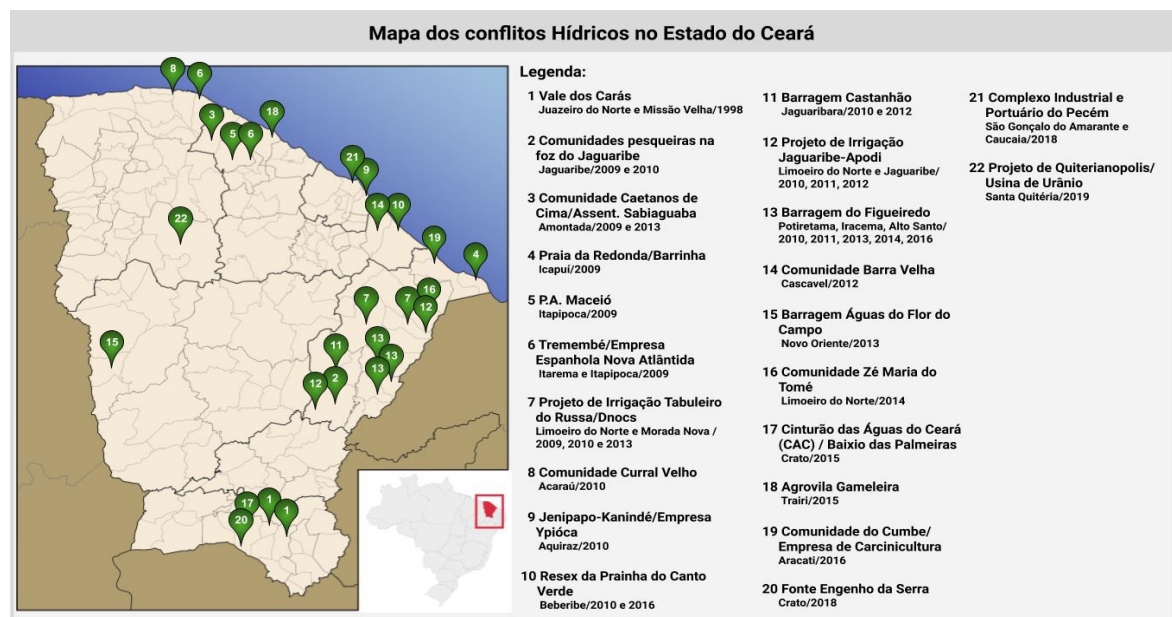 Mapa dos conflitos Hídricos no Estado do Ceará
8
6
3
18
5
6
21
9
14
10
22
19
4
16
7
7
12
15
11
13
13
13
12
2
17
1
1
20
Legenda:
1 Vale dos Carás
Juazeiro do Norte e Missão Velha/1998
2 Comunidades pesqueiras na
foz do Jaguaribe
Jaguaribe/2009 e 2010
3 Comunidade Caetanos de
Cima/Assent. Sabiaguaba
Amontada/2009 e 2013
4 Praia da Redonda/Barrinha
Icapuí/2009
5 P.A. Maceió
Itapipoca/2009
6 Tremembé/Empresa
Espanhola Nova Atlântida
Itarema e Itapipoca/2009
7 Projeto de Irrigação Tabuleiro
do Russa/Dnocs
Limoeiro do Norte e Morada Nova /
2009, 2010 e 2013
8 Comunidade Curral Velho
Acaraú/2010
9 Jenipapo-Kanindé/Empresa
Ypióca
Aquiraz/2010
10 Resex da Prainha do Canto
Verde
Beberibe/2010 e 2016
11 Barragem Castanhão
Jaguaribara/2010 e 2012
12 Projeto de Irrigação
Jaguaribe-Apodi
Limoeiro do Norte e Jaguaribe/
2010, 2011, 2012
13 Barragem do Figueiredo
Potiretama, Iracema, Alto Santo/
2010, 2011, 2013, 2014, 2016
14 Comunidade Barra Velha
Cascavel/2012
15 Barragem Águas do Flor do
Campo
Novo Oriente/2013
16 Comunidade Zé Maria do
Tomé
Limoeiro do Norte/2014
17 Cinturão das Águas do Ceará
(CAC) / Baixio das Palmeiras
Crato/2015
18 Agrovila Gameleira
Trairi/2015
19 Comunidade do Cumbe/
Empresa de Carcinicultura
Aracati/2016
20 Fonte Engenho da Serra
Crato/2018
21 Complexo Industrial e
Portuário do Pecém
São Gonçalo do Amarante e
Caucaia/2018
22 Projeto de Quiterianopolis/
Usina de Urânio
Santa Quitéria/2019